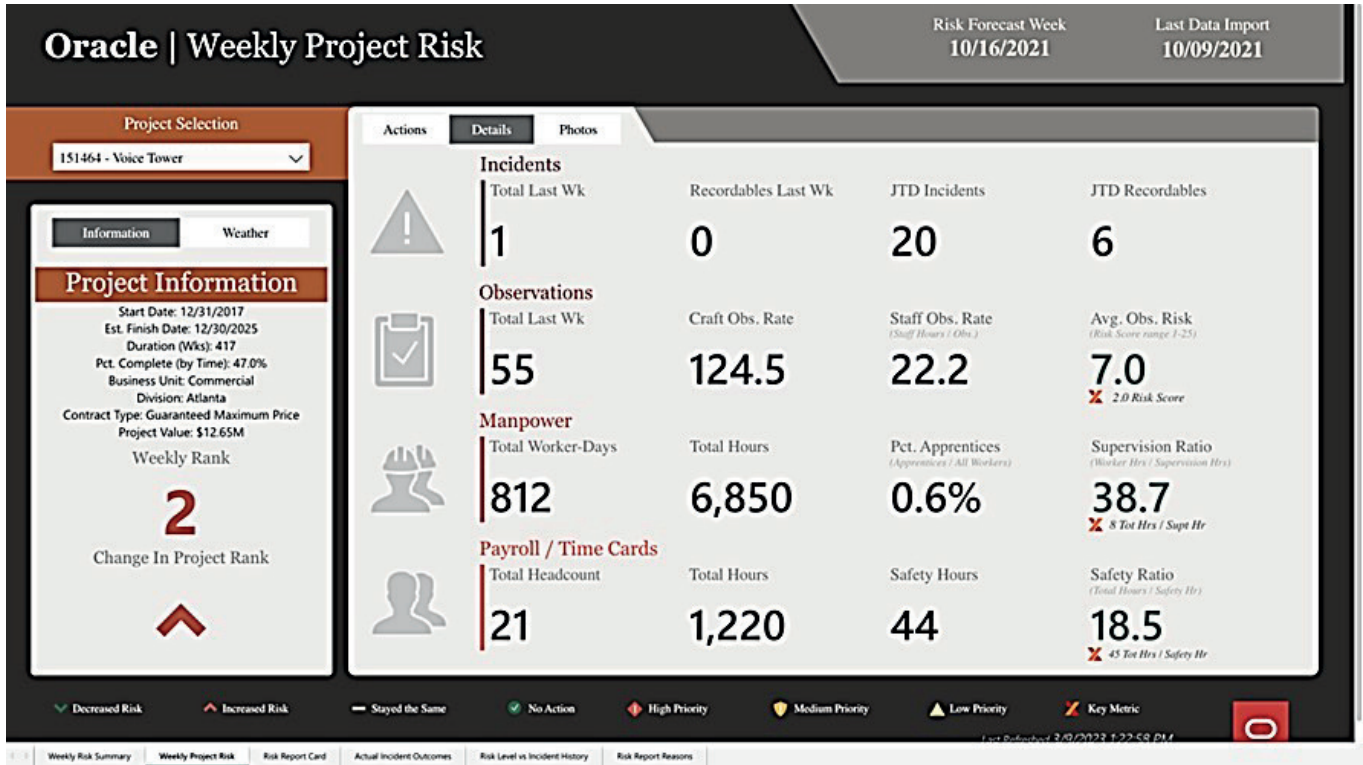 Oracle | Weekly Project Risk
Risk Forecast Week
10/16/2021
Last Data Import
10/09/2021
Project Selection
151464 - Voice Tower
Information
Weather
Project Information
Start Date: 12/31/2017
Est. Finish Date: 12/30/2025
Duration (Wks): 417
Pct. Complete (by Time): 47.0%
Business Unit: Commercial
Division: Atlanta
Contract Type: Guaranteed Maximum Price
Project Value: $12.65M
Weekly Rank
2
Change In Project Rank
Actions
Details
Photos
Incidents
Total Last Wk
Recordables Last Wk
JTD Incidents
JTD Recordables
1
0
20
6
Observations
Total Last Wk
Craft Obs. Rate
Staff Obs. Rate
(Staff Hours / Obs.)
Avg. Obs. Risk
(Risk Score range 1-25)
55
124.5
22.2
7.0
2.0 Risk Score
Manpower
Total Worker-Days
Total Hours
Pct. Apprentices
(Apprentices / All Workers)
Supervision Ratio
(Worker Hrs / Supervision Hrs)
812
6,850
0.6%
38.7
8 Tot Hrs / Supt Hr
Payroll / Time Cards
Total Headcount
Total Hours
Safety Hours
Safety Ratio
(Total Hours / Safety Hr)
21
1,220
44
18.5
45 Tot Hrs / Safety Hr
Decreased Risk
Increased Risk
Stayed the Same
No Action
High Priority
Medium Priority
Low Priority
Key Metric
Last Refreshed 3/9/2023 1:22:58 PM
Weekly Risk Summary
Weekly Project Risk
Risk Report Card
Actual Incident Outcomes
Risk Level vs Incident History
Risk Report Reasons